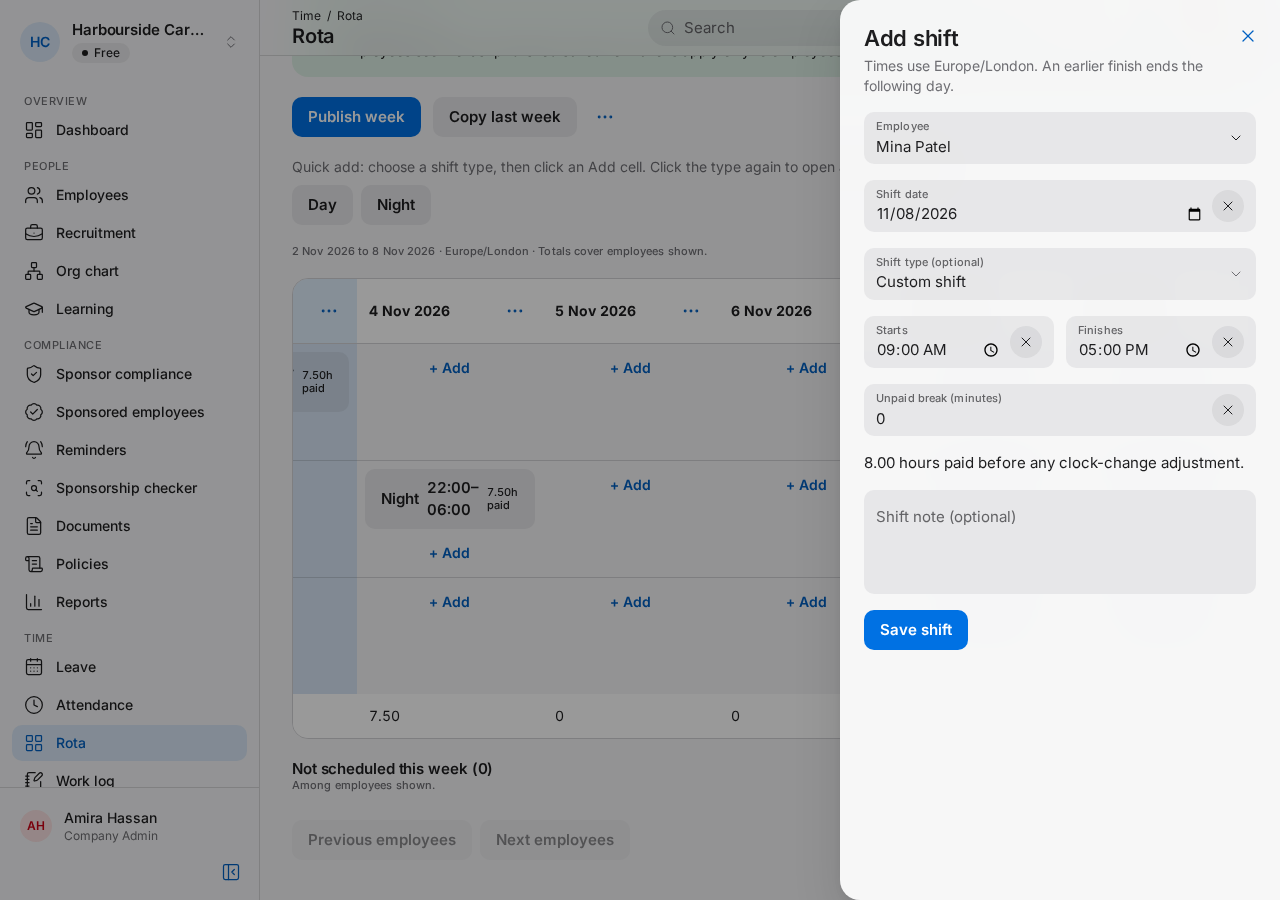 HC
Harbourside Car...
Free
OVERVIEW
Dashboard
PEOPLE
Employees
Recruitment
Org chart
Learning
COMPLIANCE
Sponsor compliance
Sponsored employees
Reminders
Sponsorship checker
Documents
Policies
Reports
TIME
Leave
Attendance
Rota
Work log
AH
Amira Hassan
Company Admin
Time / Rota
Rota
Search
Publish week
Copy last week
Quick add: choose a shift type, then click an Add cell. Click the type again to open
Day
Night
2 Nov 2026 to 8 Nov 2026 · Europe/London · Totals cover employees shown.
4 Nov 2026
5 Nov 2026
6 Nov 2026
7.50h
paid
+ Add
+ Add
+ Add
Night
22:00–
06:00
7.50h
paid
+ Add
+ Add
+ Add
+ Add
+ Add
+ Add
7.50
0
0
Not scheduled this week (0)
Among employees shown.
Previous employees
Next employees
Add shift
Times use Europe/London. An earlier finish ends the
following day.
Employee
Mina Patel
Shift date
11/08/2026
Shift type (optional)
Custom shift
Starts
09:00 AM
Finishes
05:00 PM
Unpaid break (minutes)
0
8.00 hours paid before any clock-change adjustment.
Shift note (optional)
Save shift